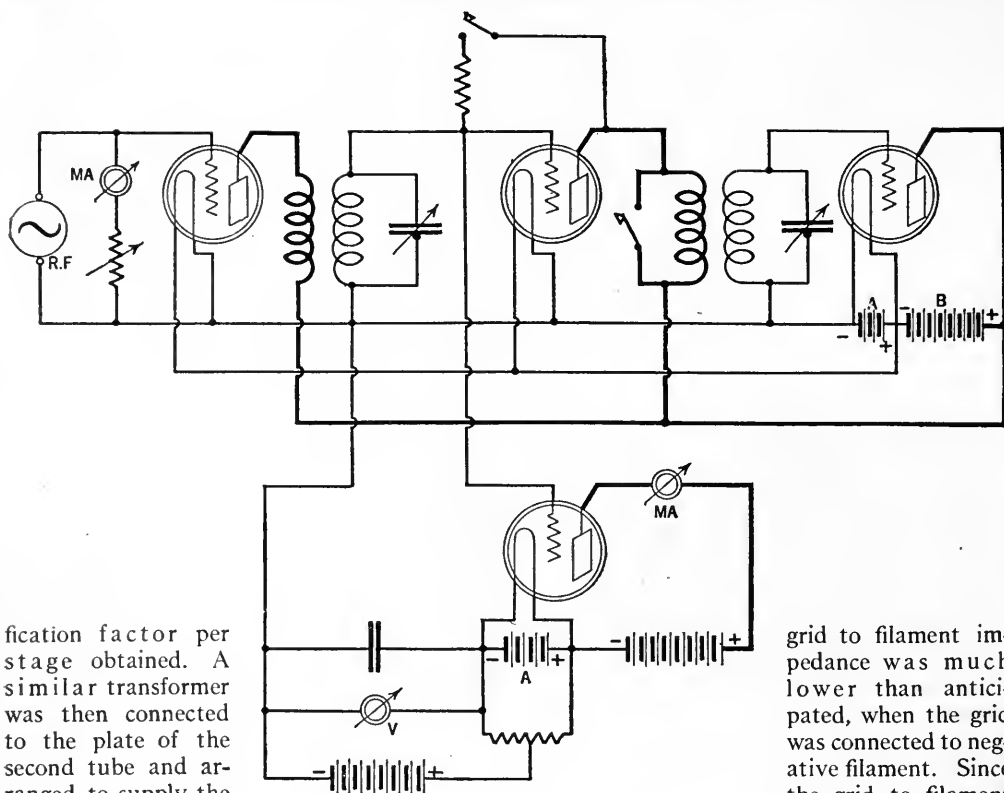 MA
R.F
A
B
-
+
-
+
MA
-
+
A
+
V
-
+
fication factor per
stage obtained. A
similar transformer
was then connected
to the plate of the
second tube and ar-
ranged to supply the
grid to filament im-
pedance was much
lower than antici-
pated, when the grid
was connected to neg-
ative filament. Since
the grid to filament